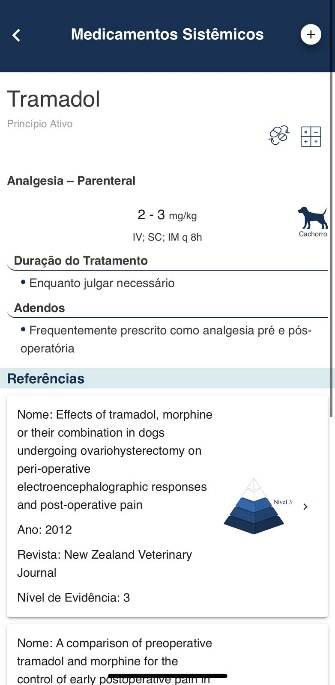 Medicamentos Sistêmicos
Tramadol
Princípio Ativo
Analgesia – Parenteral
2 - 3 mg/kg
IV; SC; IM q 8h
Cachorro
Duração do Tratamento
• Enquanto julgar necessário
Adendos
• Frequentemente prescrito como analgesia pré e pós-
operatória
Referências
Nome: Effects of tramadol, morphine
or their combination in dogs
undergoing ovariohysterectomy on
peri-operative
electroencephalographic responses
and post-operative pain
Nível 3
Ano: 2012
Revista: New Zealand Veterinary
Journal
Nível de Evidência: 3
Nome: A comparison of preoperative
tramadol and morphine for the
control of early postoperative pain in